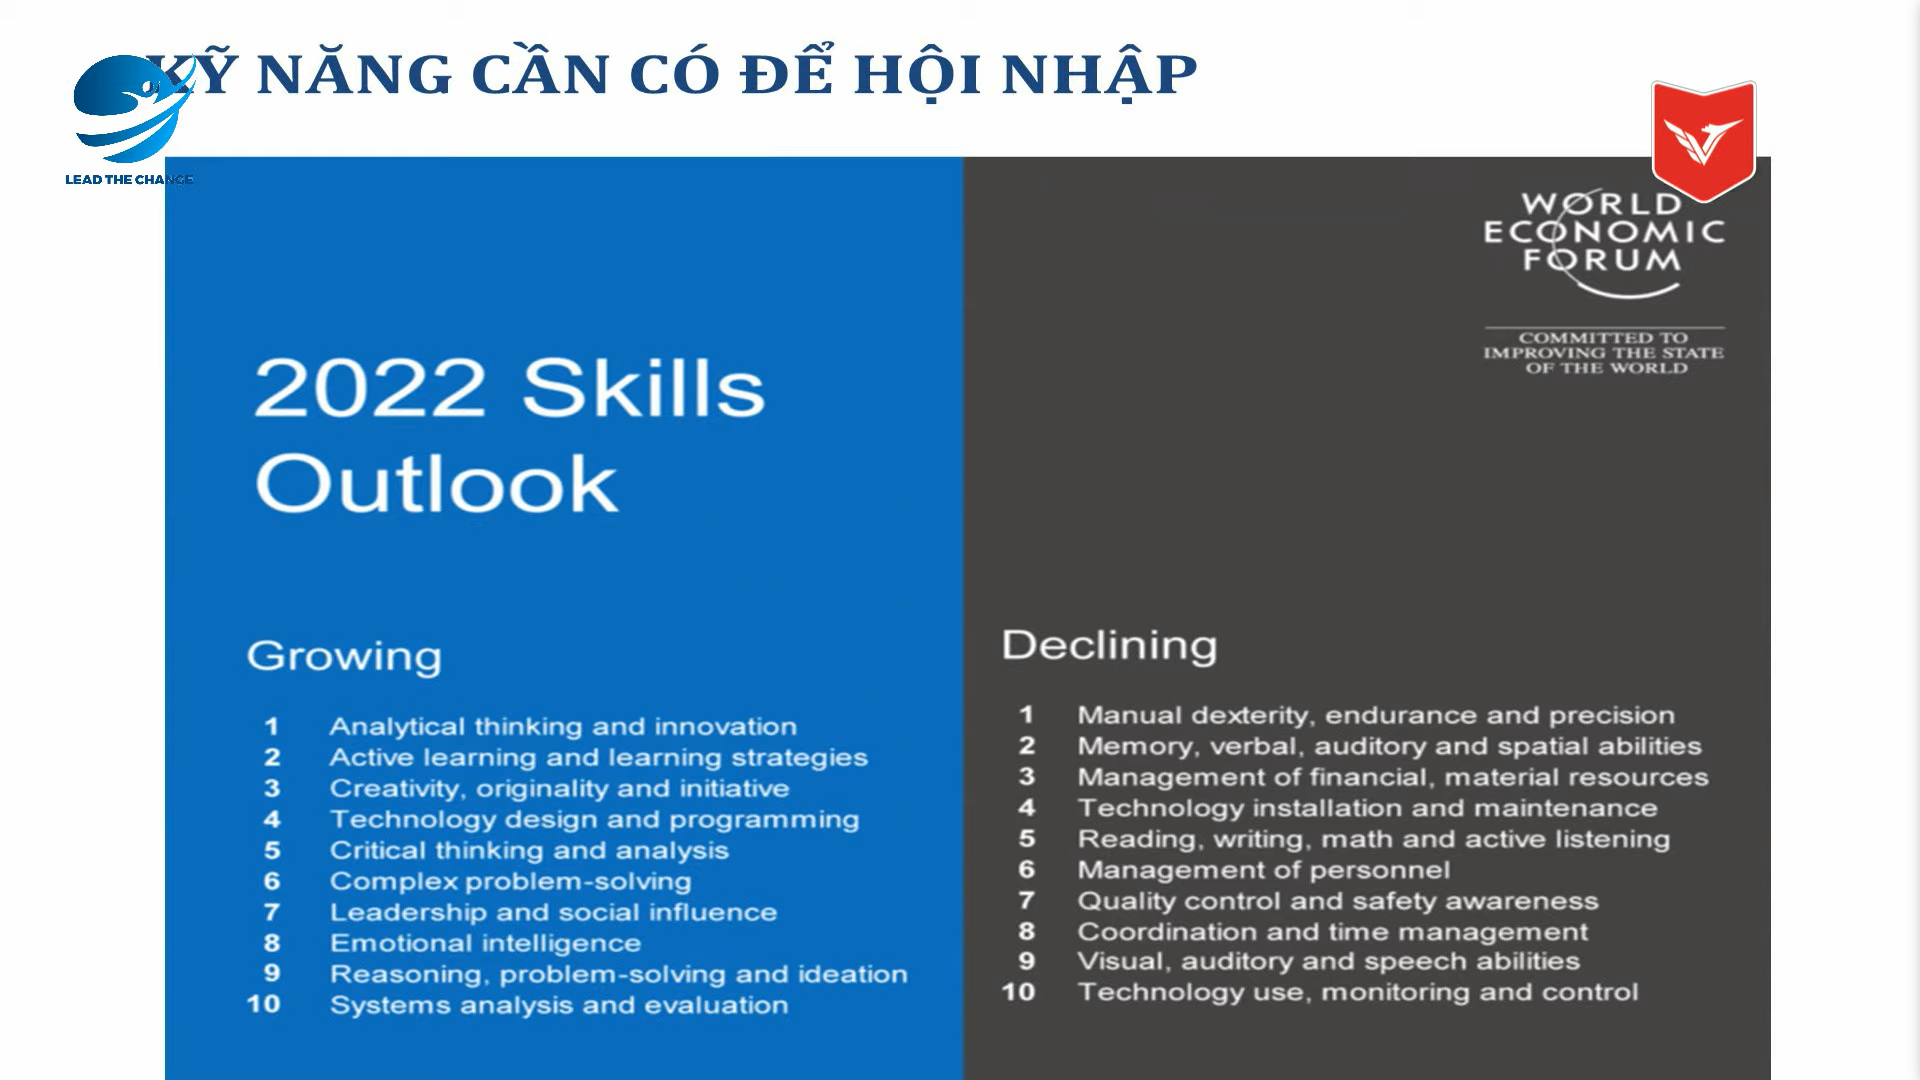 KỸ NĂNG CẦN CÓ ĐỂ HỘI NHẬP
LEAD THE CHANGE
WORLD
ECONOMIC
FORUM
COMMITTED TO
IMPROVING THE STATE
OF THE WORLD
2022 Skills
Outlook
Growing
1 Analytical thinking and innovation
2 Active learning and learning strategies
3 Creativity, originality and initiative
4 Technology design and programming
5 Critical thinking and analysis
6 Complex problem-solving
7 Leadership and social influence
8 Emotional intelligence
9 Reasoning, problem-solving and ideation
10 Systems analysis and evaluation
Declining
1 Manual dexterity, endurance and precision
2 Memory, verbal, auditory and spatial abilities
3 Management of financial, material resources
4 Technology installation and maintenance
5 Reading, writing, math and active listening
6 Management of personnel
7 Quality control and safety awareness
8 Coordination and time management
9 Visual, auditory and speech abilities
10 Technology use, monitoring and control